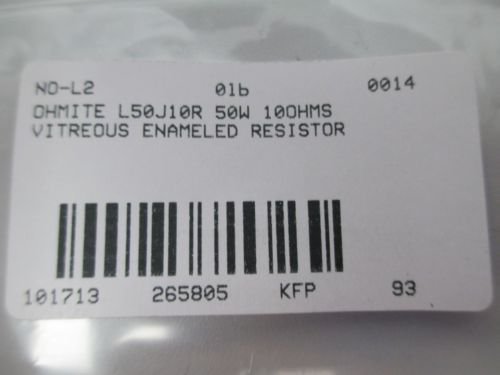 NO-L2 01b 0014
OHMITE L50J10R 50W 10OHMS
VITREOUS ENAMELED RESISTOR
101713 265805 KFP 93